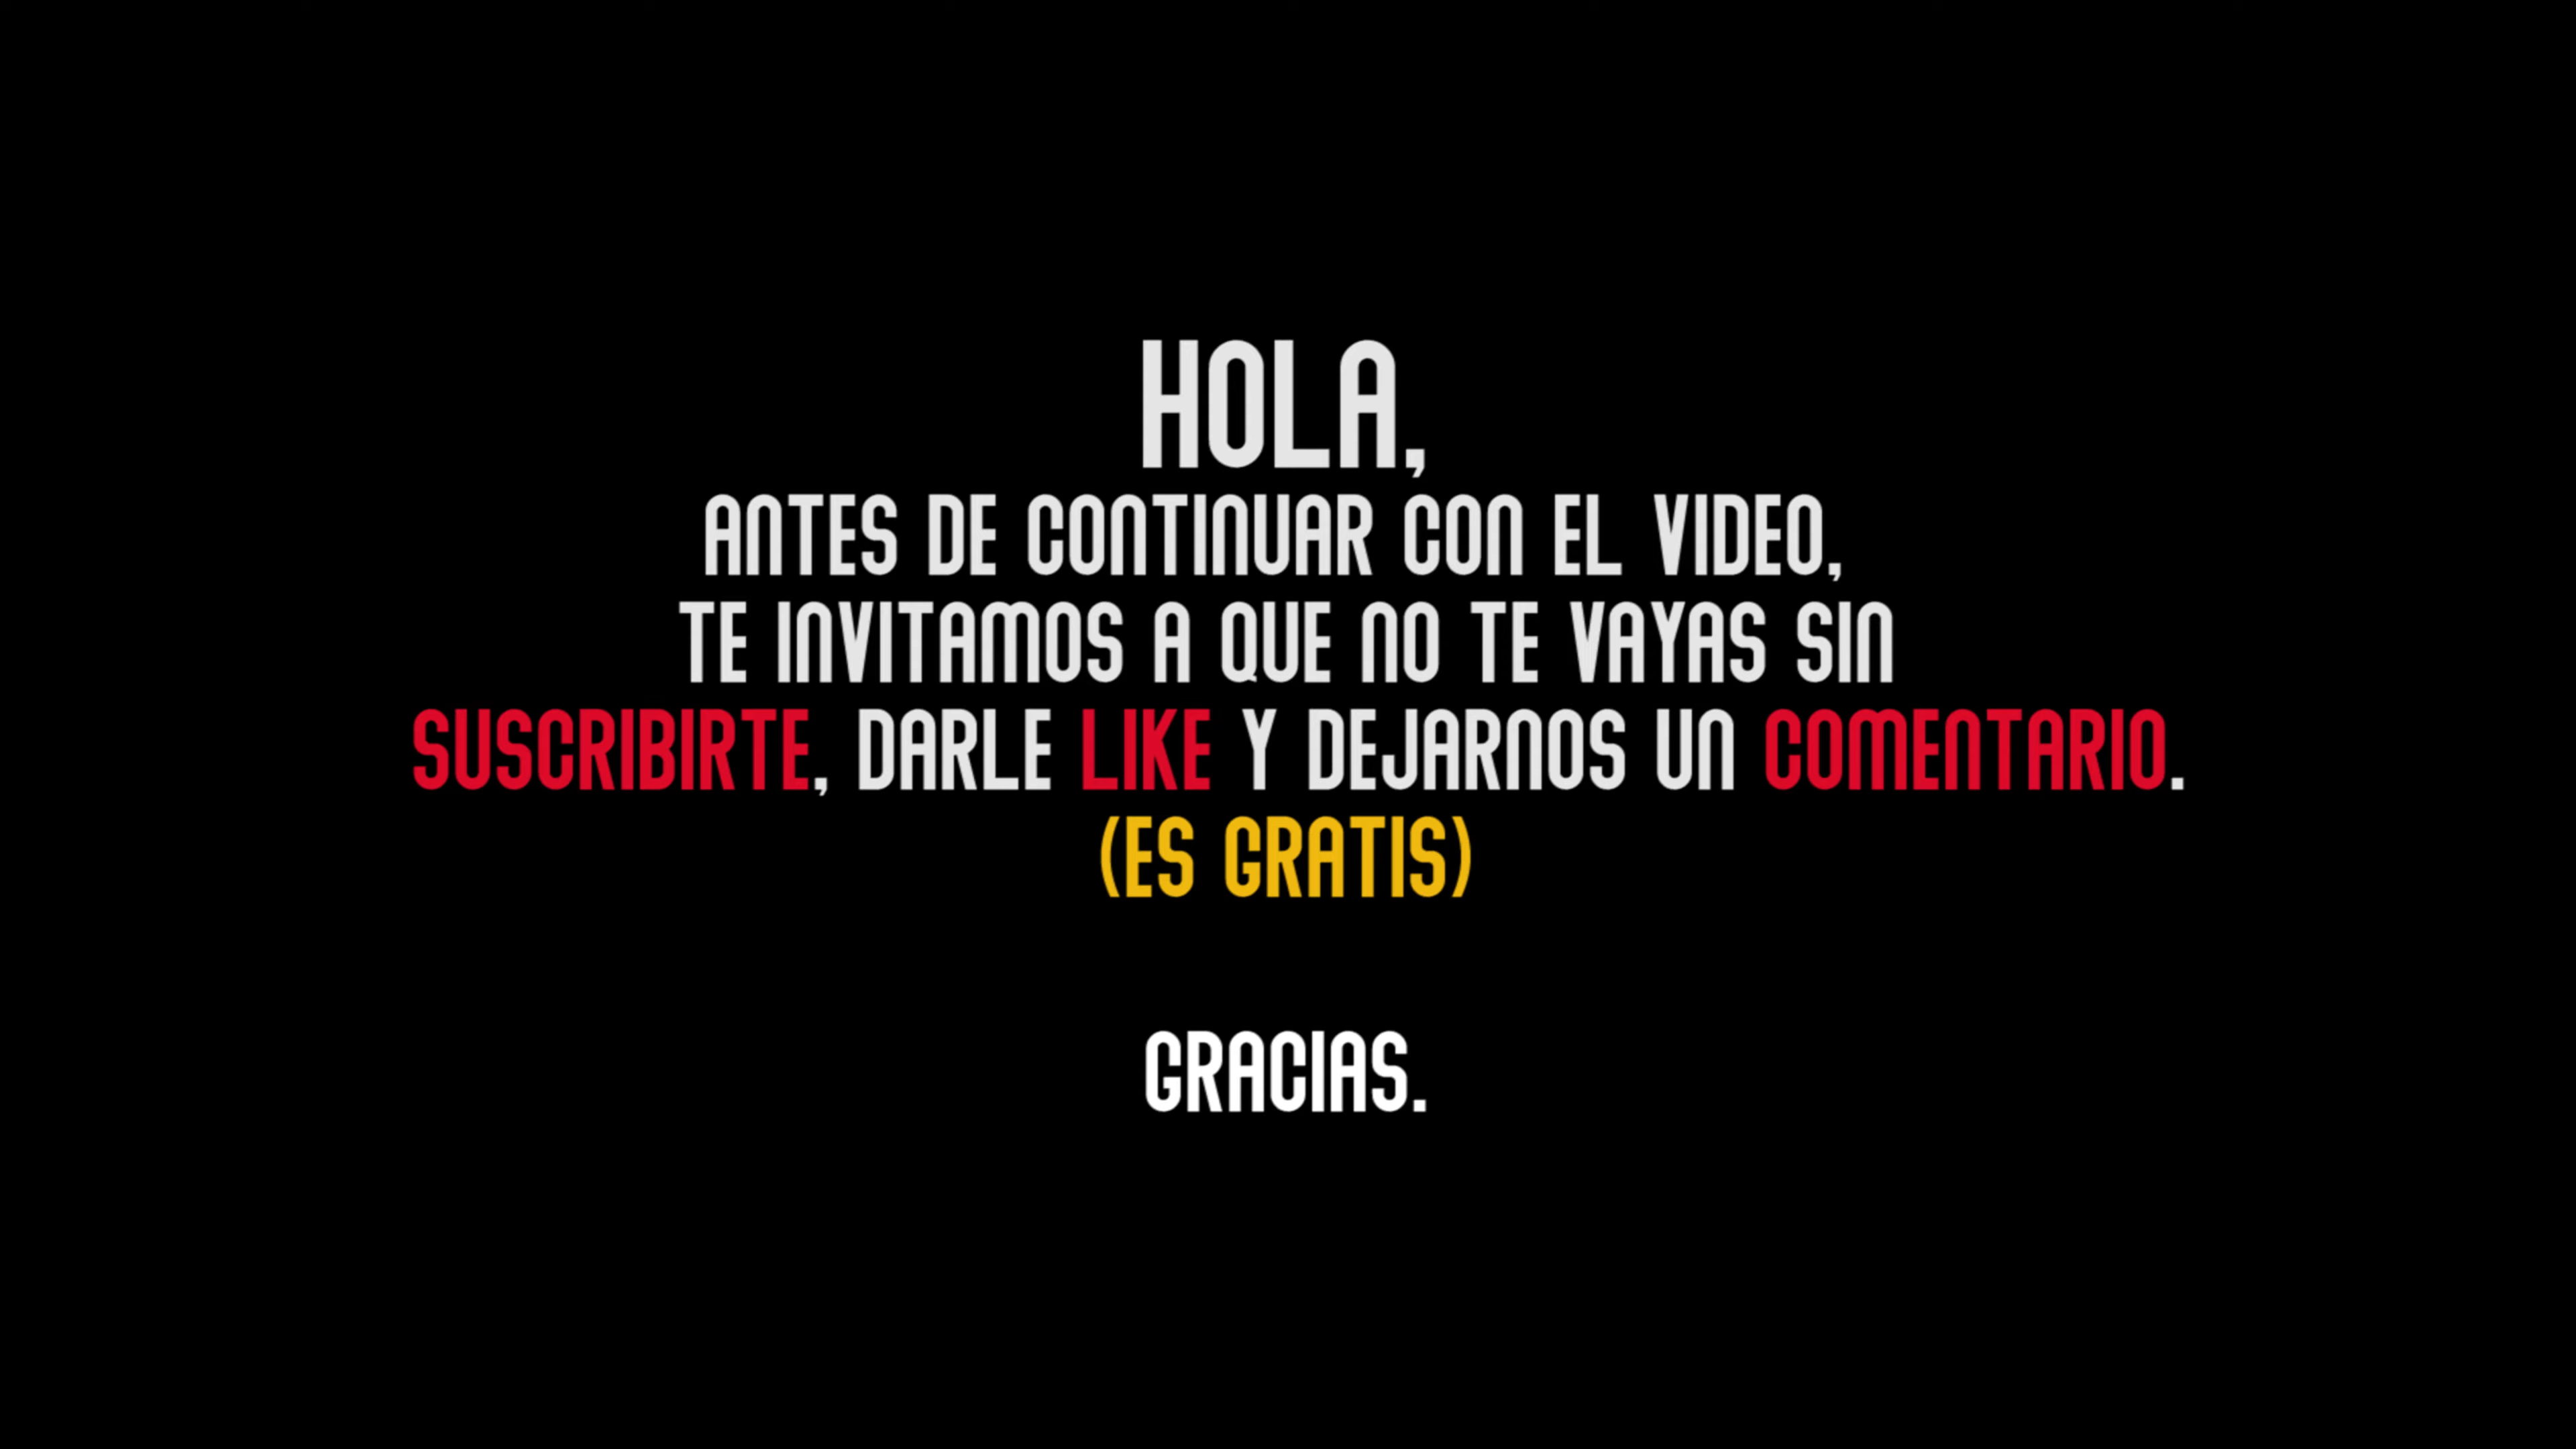 HOLA,
ANTES DE CONTINUAR CON EL VIDEO,
TE INVITAMOS A QUE NO TE VAYAS SIN
SUSCRIBIRTE, DARLE LIKE Y DEJARNOS UN COMENTARIO.
(ES GRATIS)
GRACIAS.